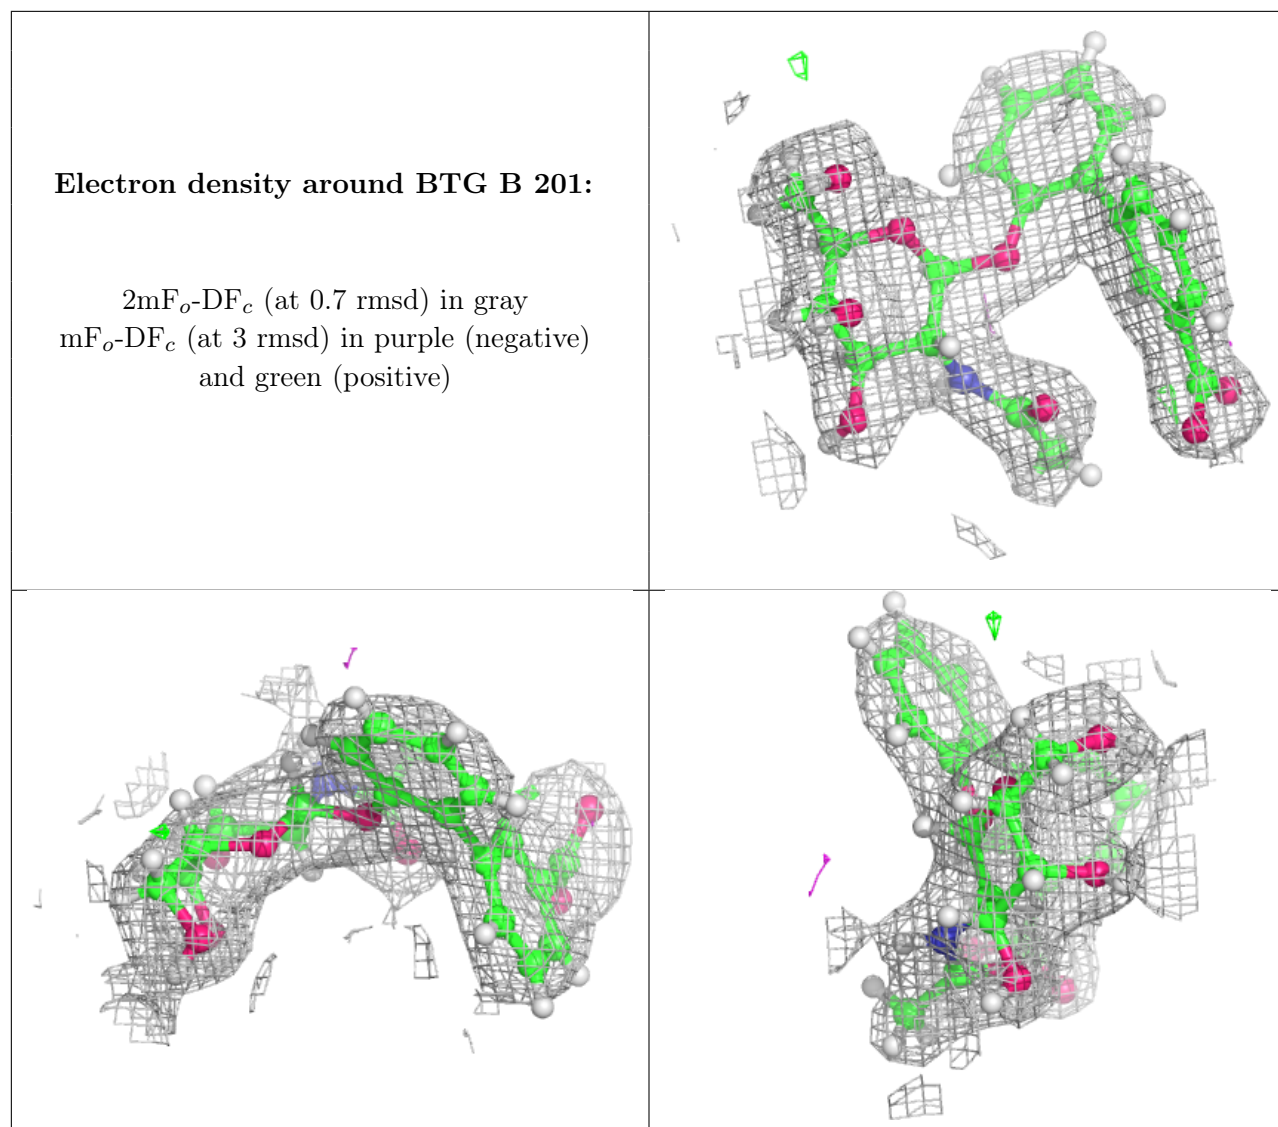 Electron density around BTG B 201:
2mFo-DFc (at 0.7 rmsd) in gray
mFo-DFc (at 3 rmsd) in purple (negative)
and green (positive)